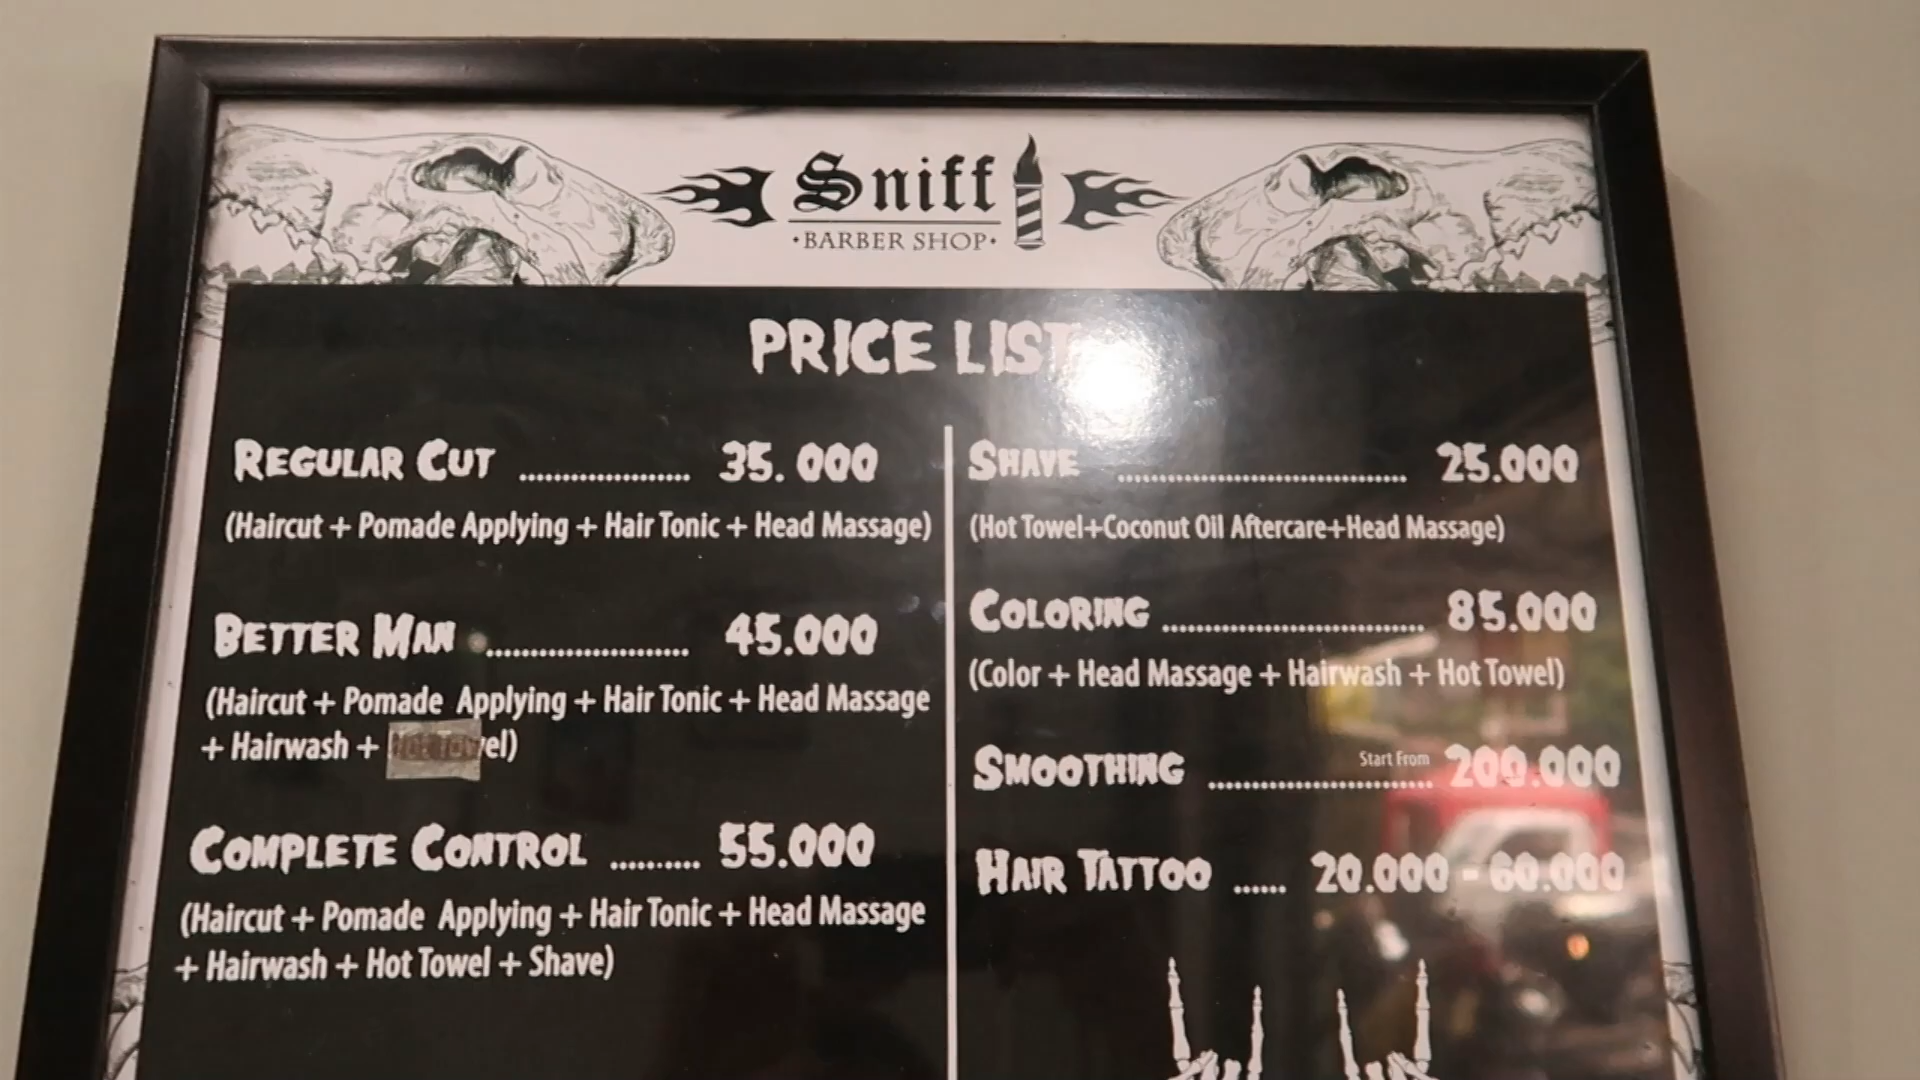 Sniff
•BARBER SHOP•
PRICE LIST
REGULAR CUT ................... 35. 000
(Haircut + Pomade Applying + Hair Tonic + Head Massage)
BETTER MAN ....................... 45.000
(Haircut + Pomade Applying + Hair Tonic + Head Massage
+ Hairwash + Hot Towel)
COMPLETE CONTROL .......... 55.000
(Haircut + Pomade Applying + Hair Tonic + Head Massage
+ Hairwash + Hot Towel + Shave)
SHAVE ................................. 25.000
(Hot Towel+Coconut Oil Aftercare+Head Massage)
COLORING .............................. 85.000
(Color + Head Massage + Hairwash + Hot Towel)
SMOOTHING .......................... Start From 200.000
HAIR TATTOO ...... 20.000 - 60.000